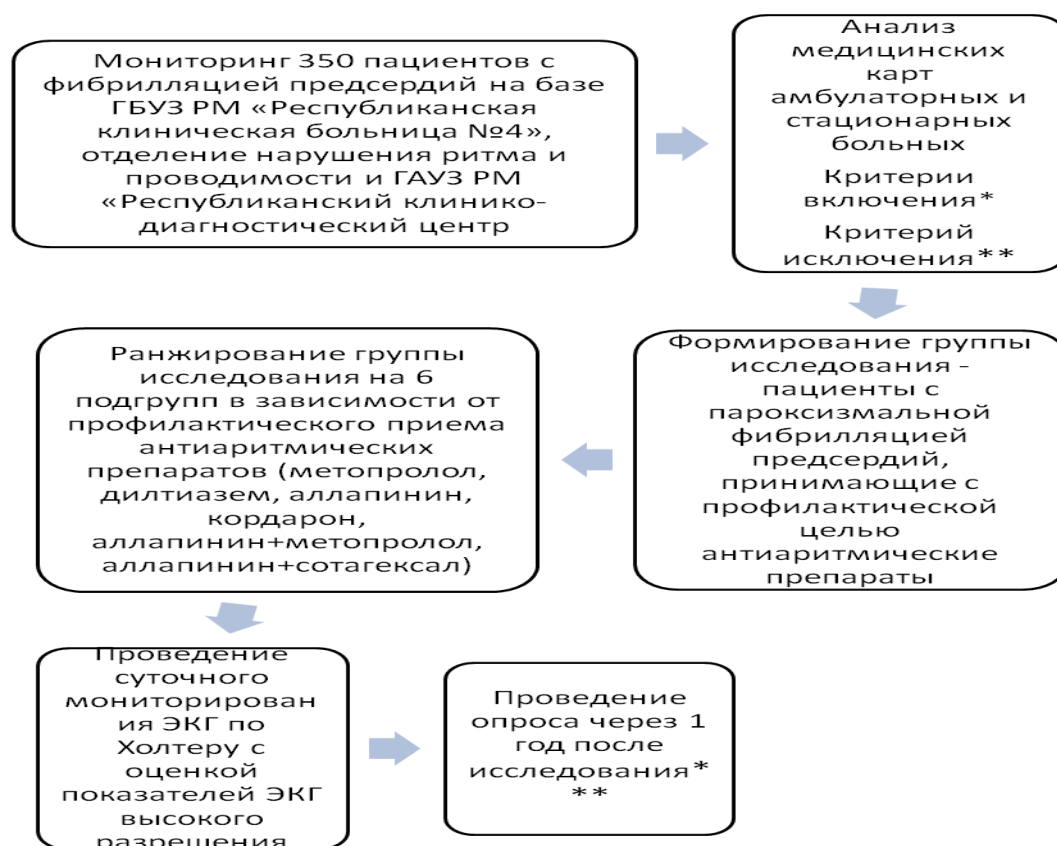 Мониторинг 350 пациентов с
фибрилляцией предсердий на базе
ГБУЗ РМ «Республиканская
клиническая больница №4»,
отделение нарушения ритма и
проводимости и ГАУЗ РМ
«Республиканский клинико-
диагностический центр
Анализ
медицинских
карт
амбулаторных и
стационарных
больных
Критерии
включения*
Критерий
исключения**
Формирование группы
исследования -
пациенты с
пароксизмальной
фибрилляцией
предсердий,
принимающие с
профилактической
целью
антиаритмические
препараты
Ранжирование группы
исследования на 6
подгрупп в зависимости от
профилактического приема
антиаритмических
препаратов (метопролол,
дилтиазем, аллапинин,
кордарон,
аллапинин+метопролол,
аллапинин+сотагексал)
Проведение
суточного
мониторирован
ия ЭКГ по
Холтеру с
оценкой
показателей ЭКГ
высокого
разрешения
Проведение
опроса через 1
год после
исследования*
**